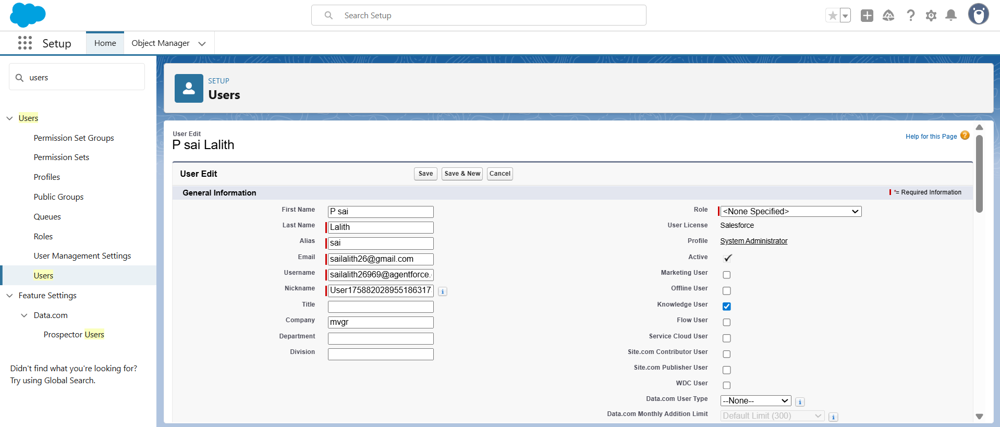 Search Setup
Setup
Home
Object Manager
users
Users
Permission Set Groups
Permission Sets
Profiles
Public Groups
Queues
Roles
User Management Settings
Users
Feature Settings
Data.com
Prospector Users
Didn't find what you're looking for?
Try using Global Search.
SETUP
Users
User Edit
P sai Lalith
Help for this Page ?
User Edit
Save
Save & New
Cancel
General Information
*= Required Information
First Name P sai
Last Name Lalith
Alias sai
Email sailalith26@gmail.com
Username sailalith26969@agentforce.
Nickname User175882028955186317
Title
Company mvgr
Department
Division
Role <None Specified>
User License Salesforce
Profile System Administrator
Active
Marketing User
Offline User
Knowledge User
Flow User
Service Cloud User
Site.com Contributor User
Site.com Publisher User
WDC User
Data.com User Type --None--
Data.com Monthly Addition Limit Default Limit (300)